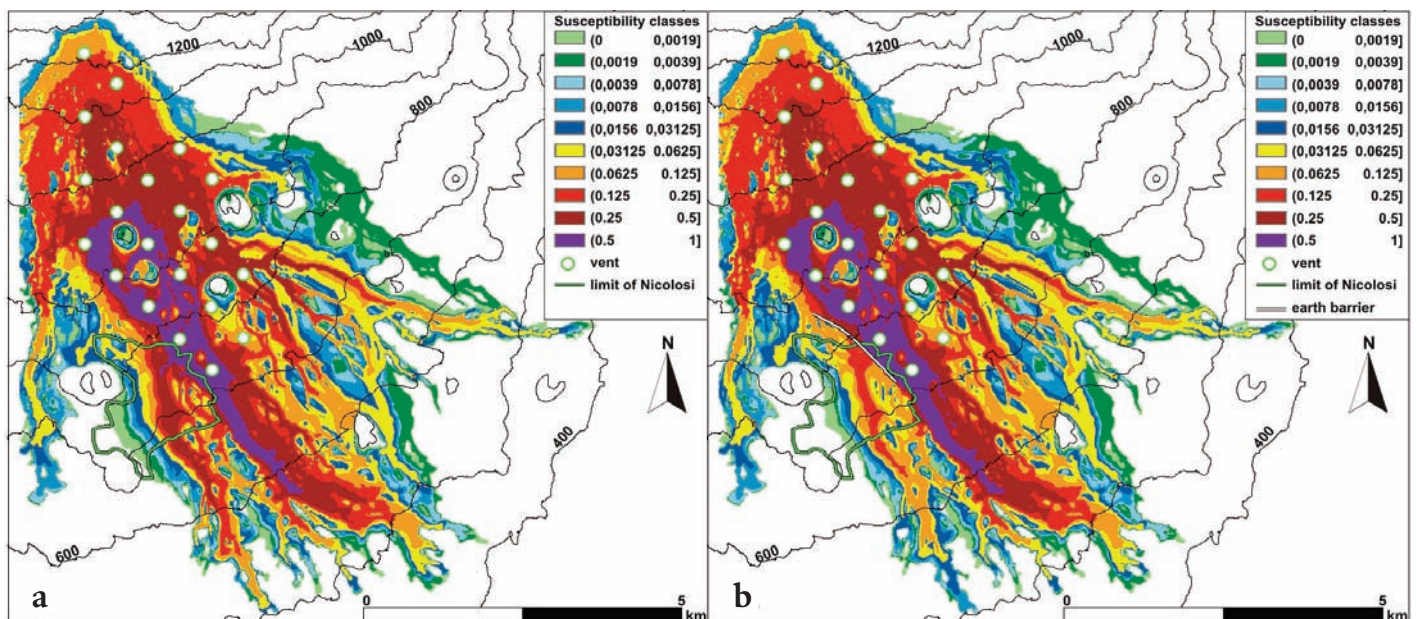 1200
1000
800
400
600
Susceptibility classes
(0 0,0019]
(0,0019 0,0039]
(0,0039 0,0078]
(0,0078 0,0156]
(0,0156 0,03125]
(0,03125 0.0625]
(0.0625 0.125]
(0.125 0.25]
(0.25 0.5]
(0.5 1]
vent
limit of Nicolosi
N
a
0 5
km
1200
1000
800
400
600
Susceptibility classes
(0 0,0019]
(0,0019 0,0039]
(0,0039 0,0078]
(0,0078 0,0156]
(0,0156 0,03125]
(0,03125 0.0625]
(0.0625 0.125]
(0.125 0.25]
(0.25 0.5]
(0.5 1]
vent
limit of Nicolosi
earth barrier
N
b
0 5
km